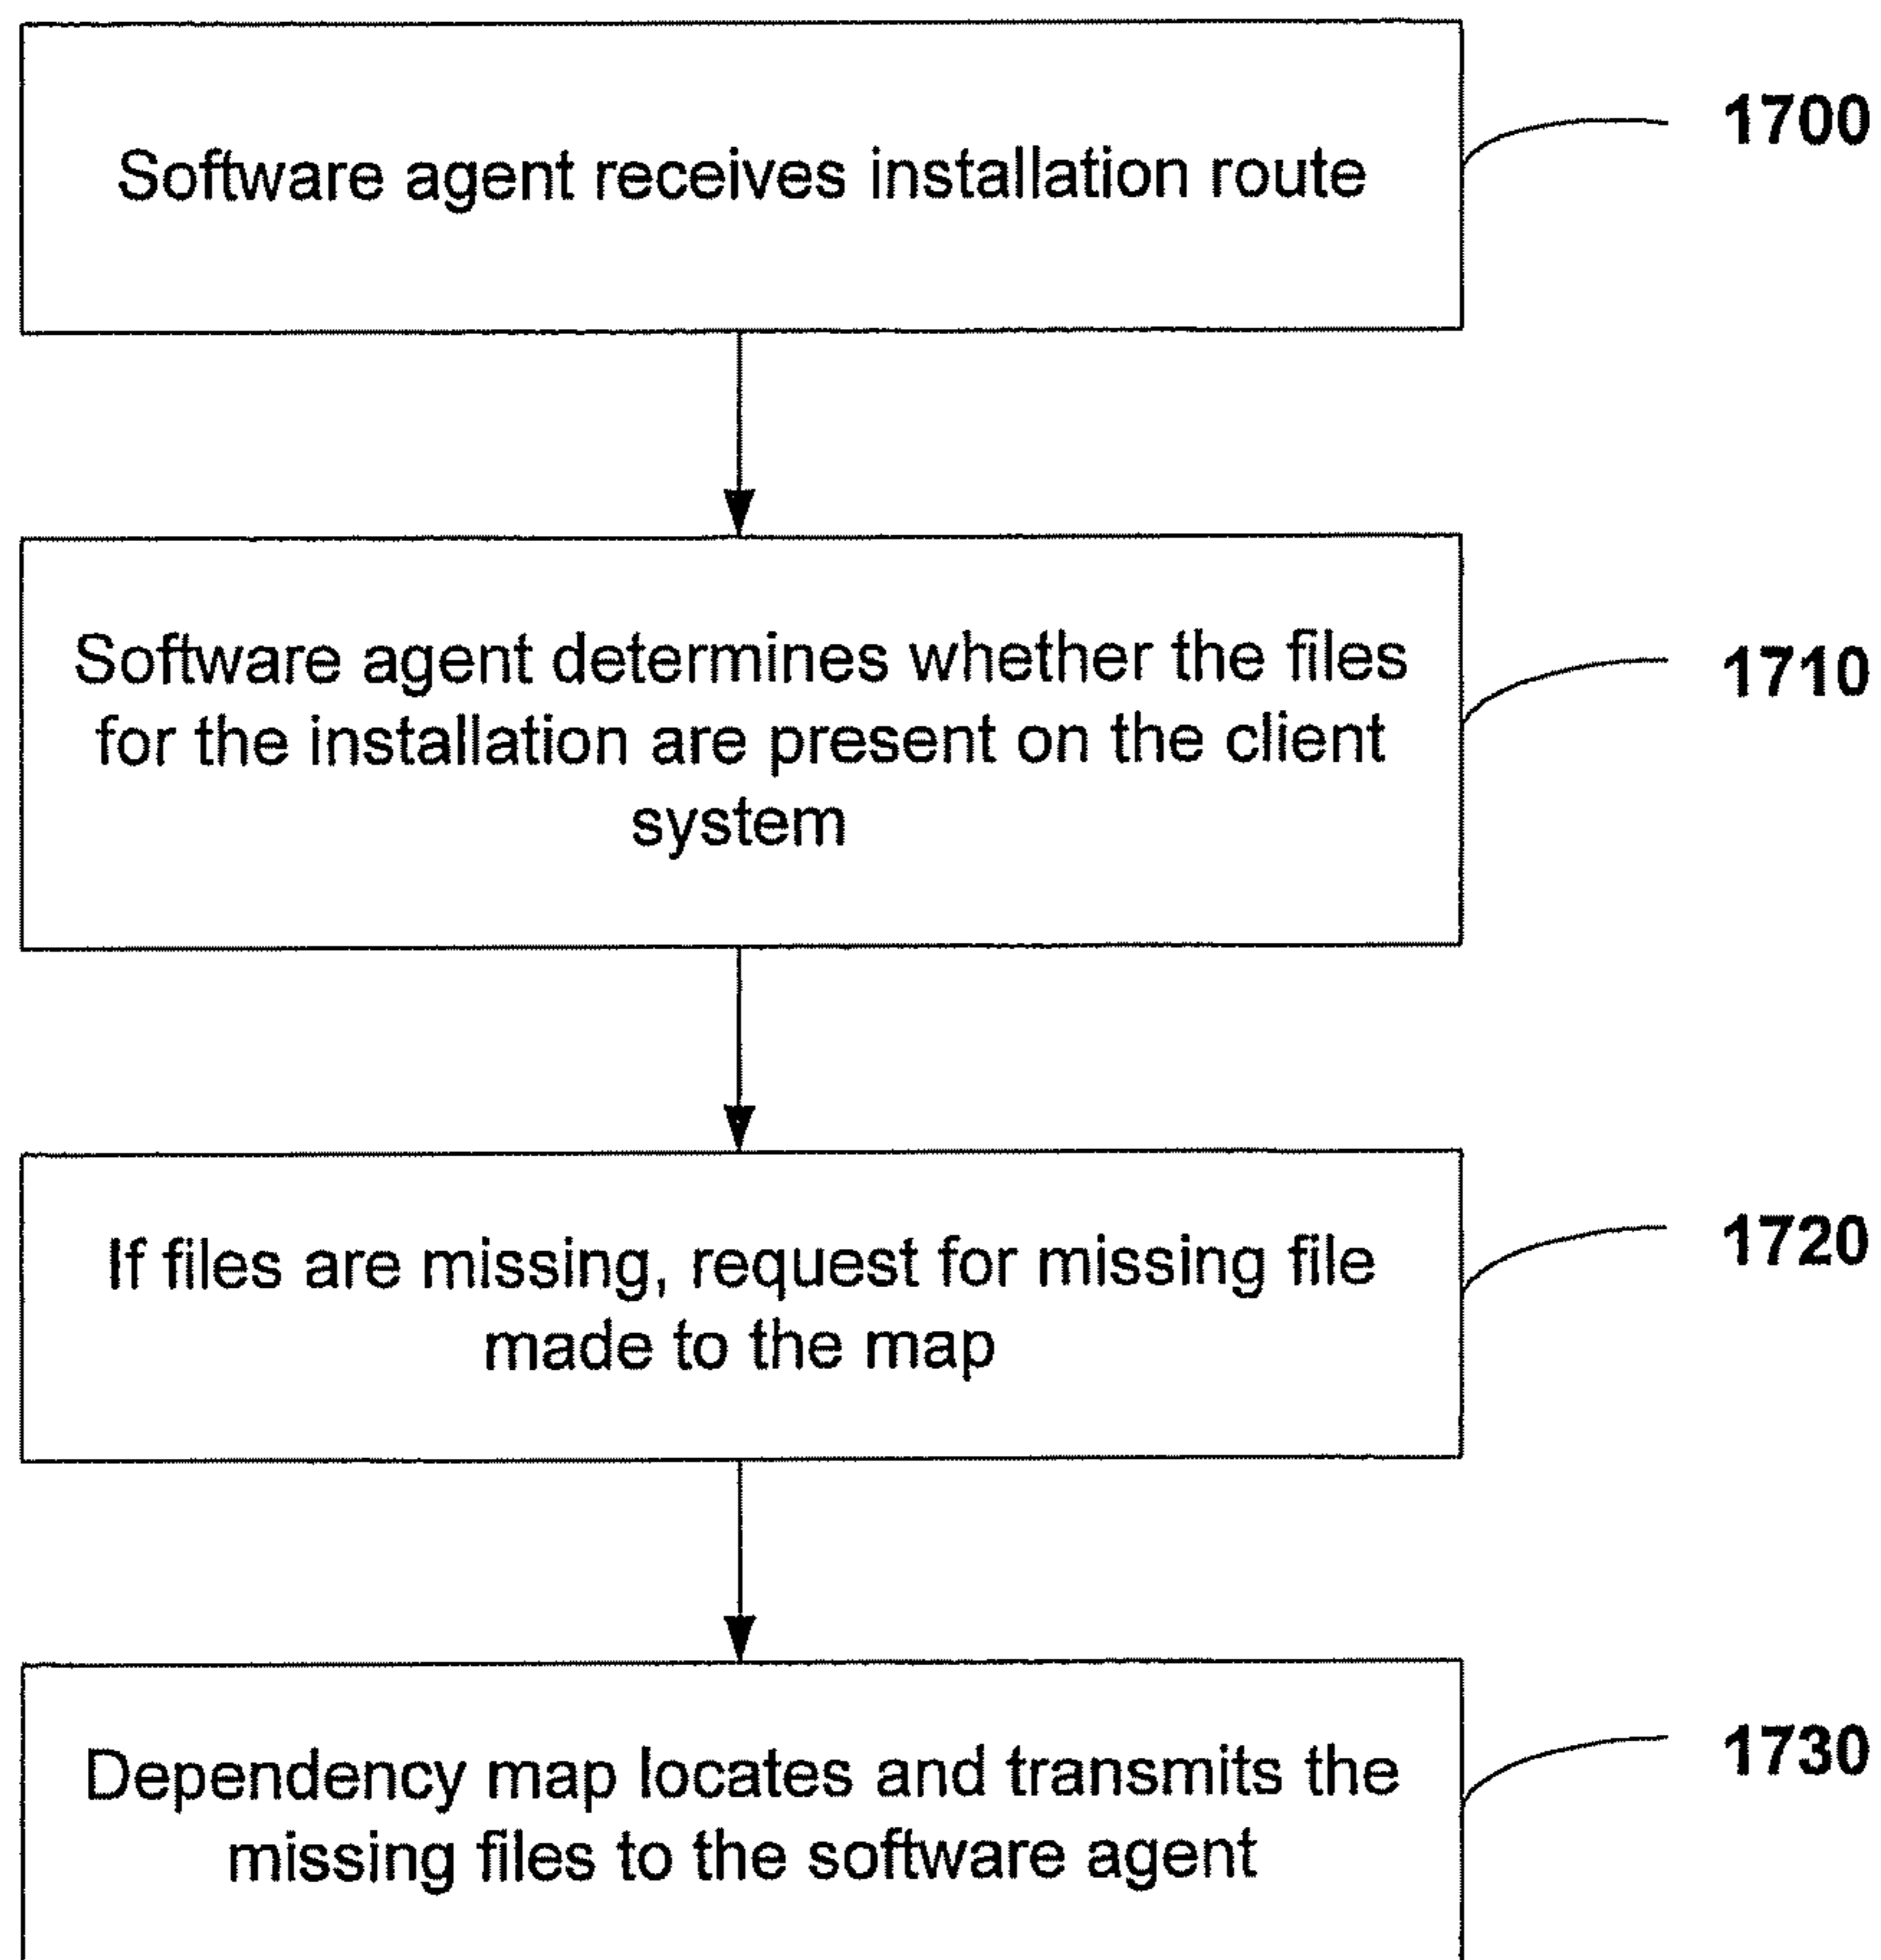 Software agent receives installation route
1700
Software agent determines whether the files
for the installation are present on the client
system
1710
If files are missing, request for missing file
made to the map
1720
Dependency map locates and transmits the
missing files to the software agent
1730